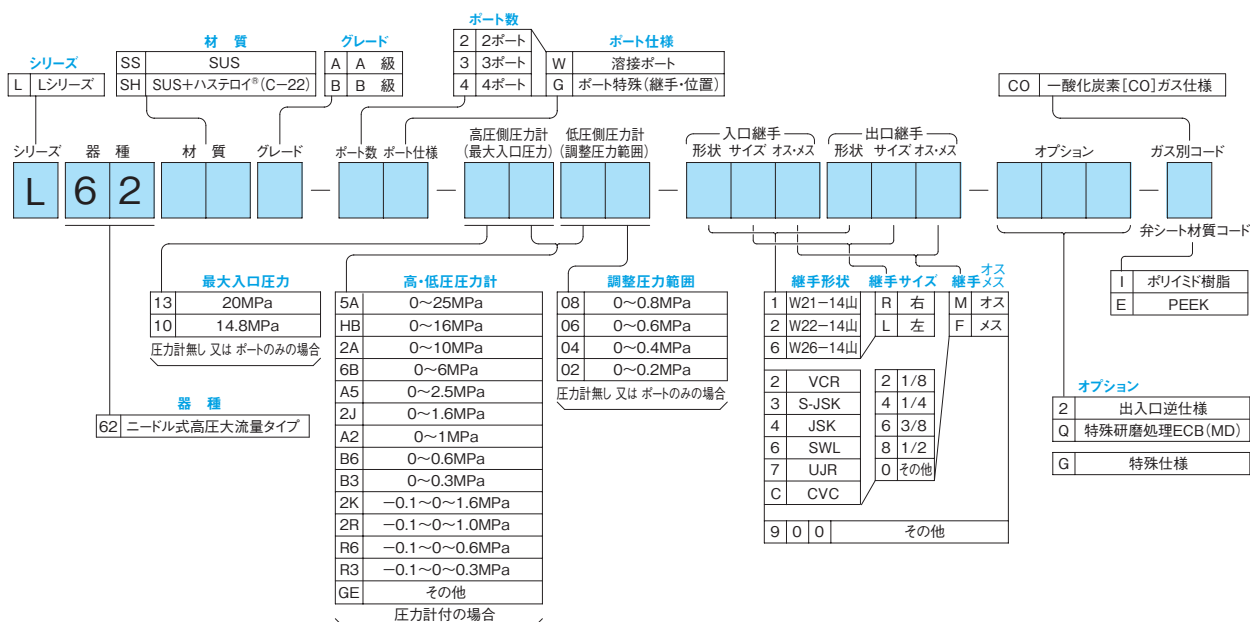 ポート数
2 2ポート
3 3ポート
4 4ポート
ポート仕様
W 溶接ポート
G ポート特殊(継手・位置)
材 質
SS SUS
SH SUS+ハステロイ®(C−22)
グレード
A A 級
B B 級
シリーズ
L Lシリーズ
CO 一酸化炭素[CO]ガス仕様
シリーズ 器 種 材 質 グレード ポート数 ポート仕様 高圧側圧力計 (最大入口圧力) 低圧側圧力計 (調整圧力範囲) 入口継手 形状 サイズ オス・メス 出口継手 形状 サイズ オス・メス オプション ガス別コード
L 6 2 − − − − −
弁シート材質コード
I ポリイミド樹脂
E PEEK
最大入口圧力
13 20MPa
10 14.8MPa
圧力計無し 又は ポートのみの場合
器 種
62 ニードル式高圧大流量タイプ
高・低圧圧力計
5A 0〜25MPa
HB 0〜16MPa
2A 0〜10MPa
6B 0〜6MPa
A5 0〜2.5MPa
2J 0〜1.6MPa
A2 0〜1MPa
B6 0〜0.6MPa
B3 0〜0.3MPa
2K −0.1〜0〜1.6MPa
2R −0.1〜0〜1.0MPa
R6 −0.1〜0〜0.6MPa
R3 −0.1〜0〜0.3MPa
GE その他
圧力計付の場合
調整圧力範囲
08 0〜0.8MPa
06 0〜0.6MPa
04 0〜0.4MPa
02 0〜0.2MPa
圧力計無し 又は ポートのみの場合
継手形状 継手サイズ 継手 オス メス
1 W21−14山 R 右 M オス
2 W22−14山 L 左 F メス
6 W26−14山
2 VCR 2 1/8
3 S-JSK 4 1/4
4 JSK 6 3/8
6 SWL 8 1/2
7 UJR 0 その他
C CVC
9 0 0 その他
オプション
2 出入口逆仕様
Q 特殊研磨処理ECB(MD)
G 特殊仕様